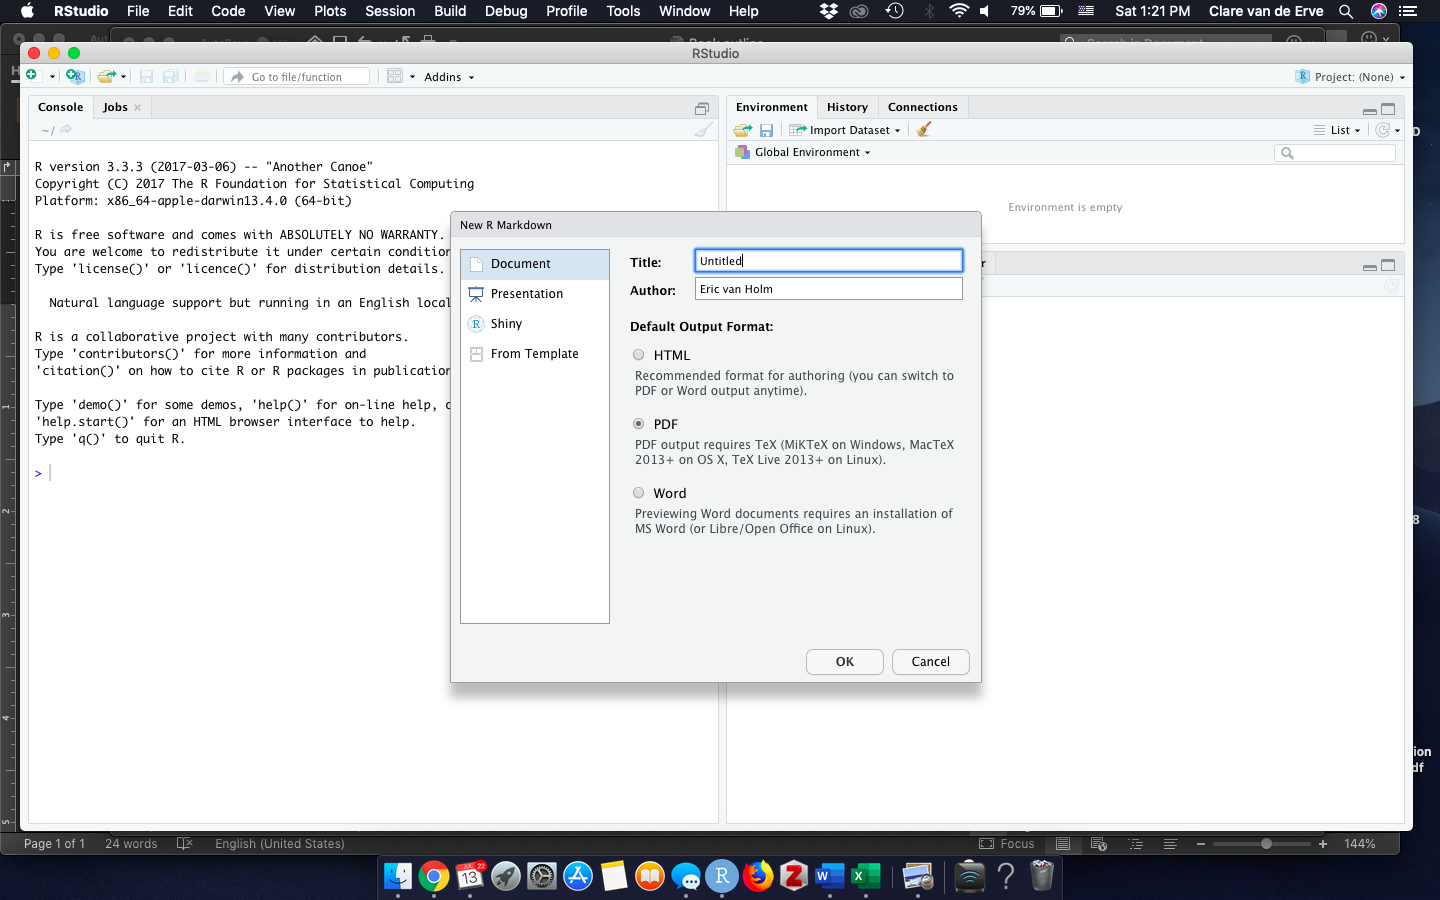 RStudio File Edit Code View Plots Session Build Debug Profile Tools Window Help 79% Sat 1:21 PM Clare van de Erve
RStudio
Go to file/function Addins Project: (None)
Console Jobs
~/
R version 3.3.3 (2017-03-06) -- "Another Canoe"
Copyright (C) 2017 The R Foundation for Statistical Computing
Platform: x86_64-apple-darwin13.4.0 (64-bit)
R is free software and comes with ABSOLUTELY NO WARRANTY.
You are welcome to redistribute it under certain condition
Type 'license()' or 'licence()' for distribution details.
Natural language support but running in an English local
R is a collaborative project with many contributors.
Type 'contributors()' for more information and
'citation()' on how to cite R or R packages in publication
Type 'demo()' for some demos, 'help()' for on-line help, o
'help.start()' for an HTML browser interface to help.
Type 'q()' to quit R.
>
Environment History Connections
Import Dataset List
Global Environment
Environment is empty
r
New R Markdown
Document
Presentation
Shiny
From Template
Title: Untitled
Author: Eric van Holm
Default Output Format:
HTML
Recommended format for authoring (you can switch to
PDF or Word output anytime).
PDF
PDF output requires TeX (MiKTeX on Windows, MacTeX
2013+ on OS X, TeX Live 2013+ on Linux).
Word
Previewing Word documents requires an installation of
MS Word (or Libre/Open Office on Linux).
OK Cancel
D
8
ion
df
Page 1 of 1 24 words English (United States) Focus 144%
JUL 22
13